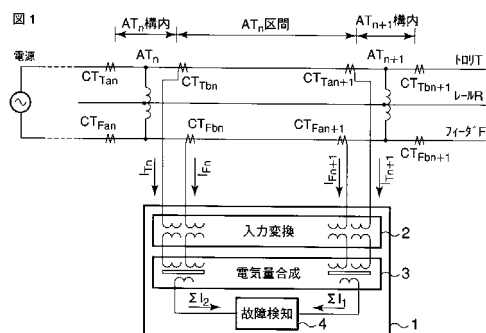 図1
ATn構内
ATn区間
ATn+1構内
電源
ATn
ATn+1
CTTan
CTTbn
CTTan+1
CTTbn+1
トロリT
レールR
CTFan
CTFbn
CTFan+1
CTFbn+1
フィーダF
ITn
IFn
IFn+1
ITn+1
入力変換
2
電気量合成
3
ΣI2
ΣI1
故障検知
4
1